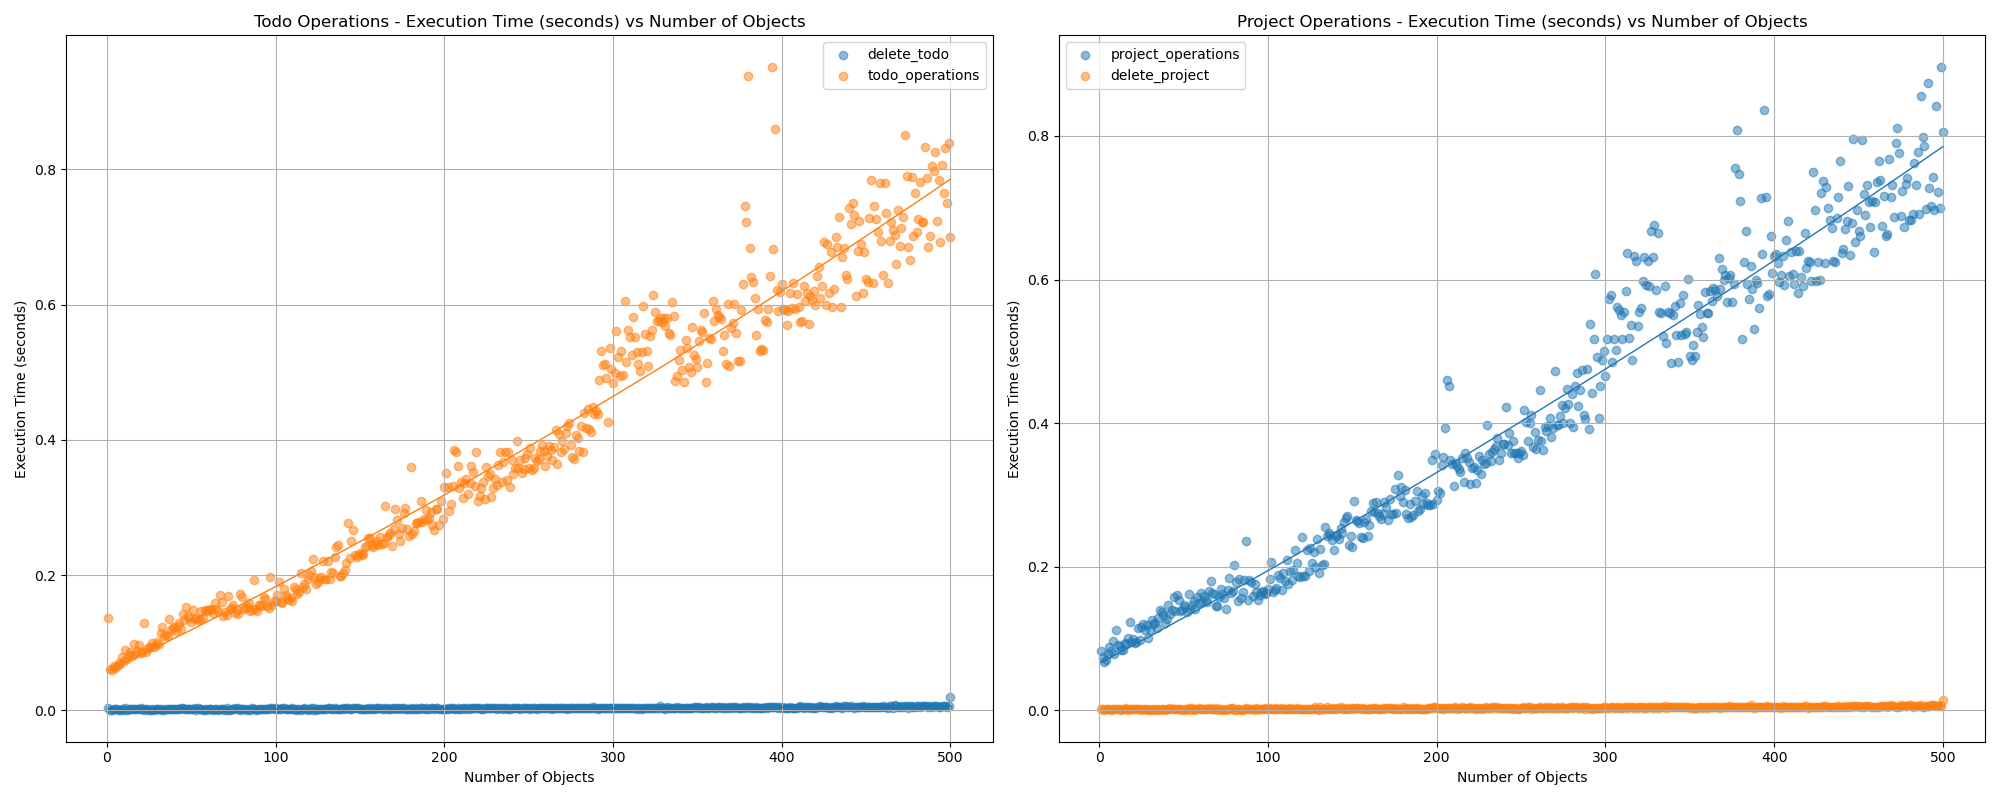 Todo Operations - Execution Time (seconds) vs Number of Objects
delete_todo
todo_operations
Execution Time (seconds)
0.8
0.6
0.4
0.2
0.0
0 100 200 300 400 500
Number of Objects
Project Operations - Execution Time (seconds) vs Number of Objects
project_operations
delete_project
Execution Time (seconds)
0.8
0.6
0.4
0.2
0.0
0 100 200 300 400 500
Number of Objects